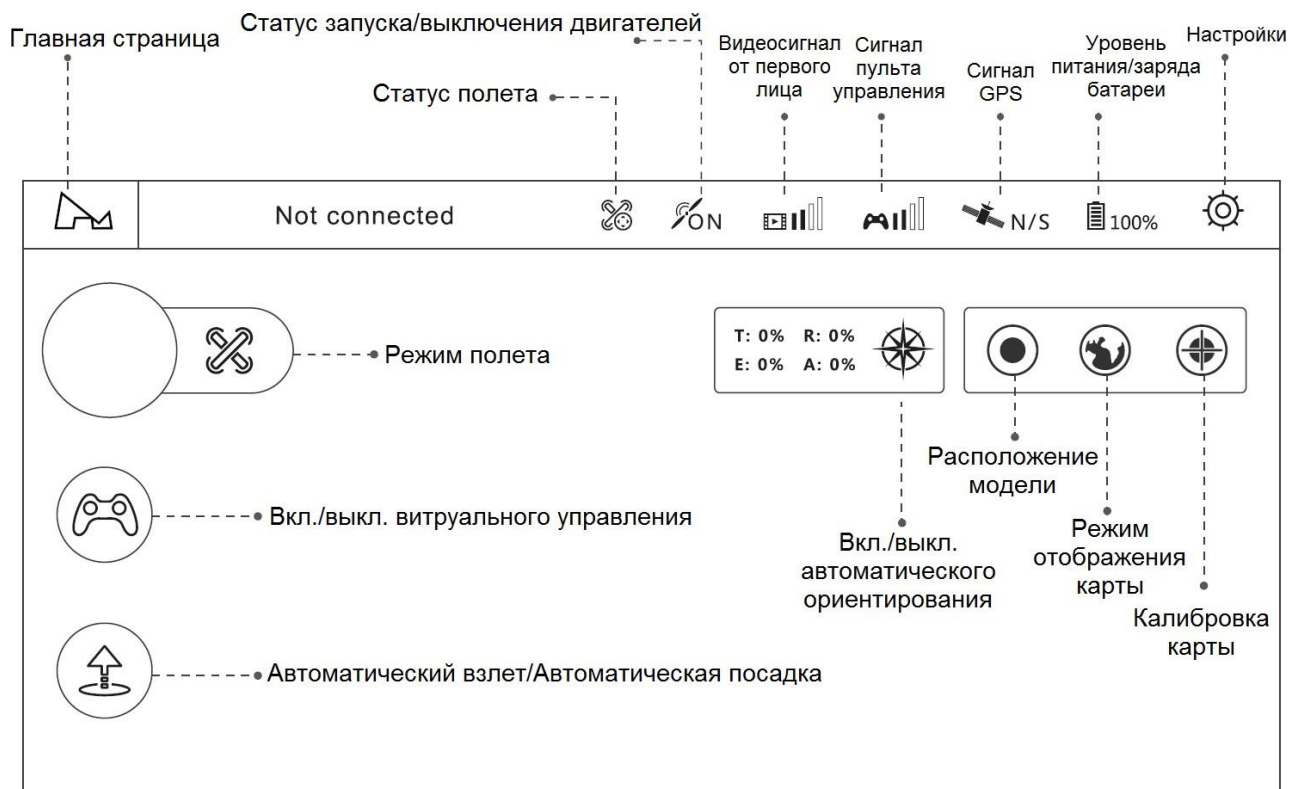 Главная страница
Статус запуска/выключения двигателей
Статус полета
Видеосигнал
от первого
лица
Сигнал
пульта
управления
Сигнал
GPS
Уровень
питания/заряда
батареи
Настройки
Not connected
ON
N/S
100%
Режим полета
T: 0% R: 0%
E: 0% A: 0%
Расположение
модели
Вкл./выкл. витруального управления
Вкл./выкл.
автоматического
ориентирования
Режим
отображения
карты
Калибровка
карты
Автоматический взлет/Автоматическая посадка